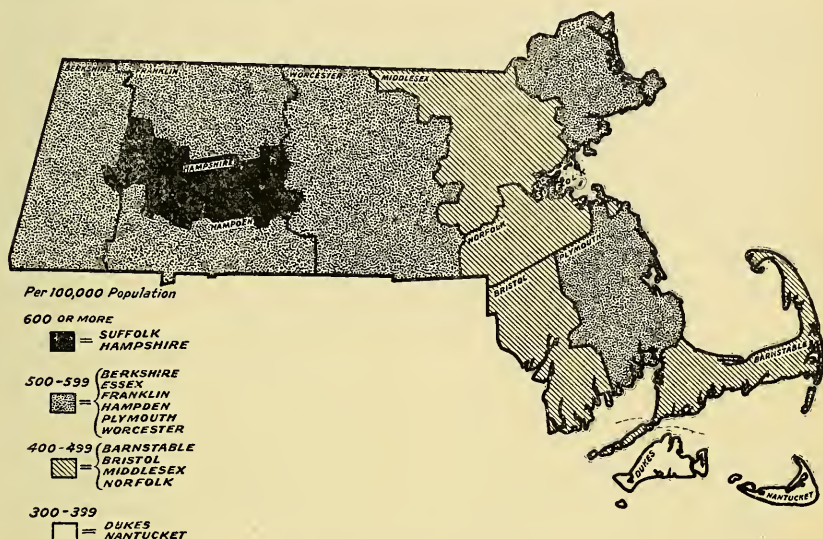 ESSEX
BERKSHIRE
FRANKLIN
WORCESTER
MIDDLESEX
HAMPSHIRE
HAMPDEN
NORFOLK
PLYMOUTH
BRISTOL
BARNSTABLE
DUKES
NANTUCKET
Per 100,000 Population
600 OR MORE
= SUFFOLK
HAMPSHIRE
500-599
= BERKSHIRE
ESSEX
FRANKLIN
HAMPDEN
PLYMOUTH
WORCESTER
400-499
= BARNSTABLE
BRISTOL
MIDDLESEX
NORFOLK
300-399
= DUKES
NANTUCKET